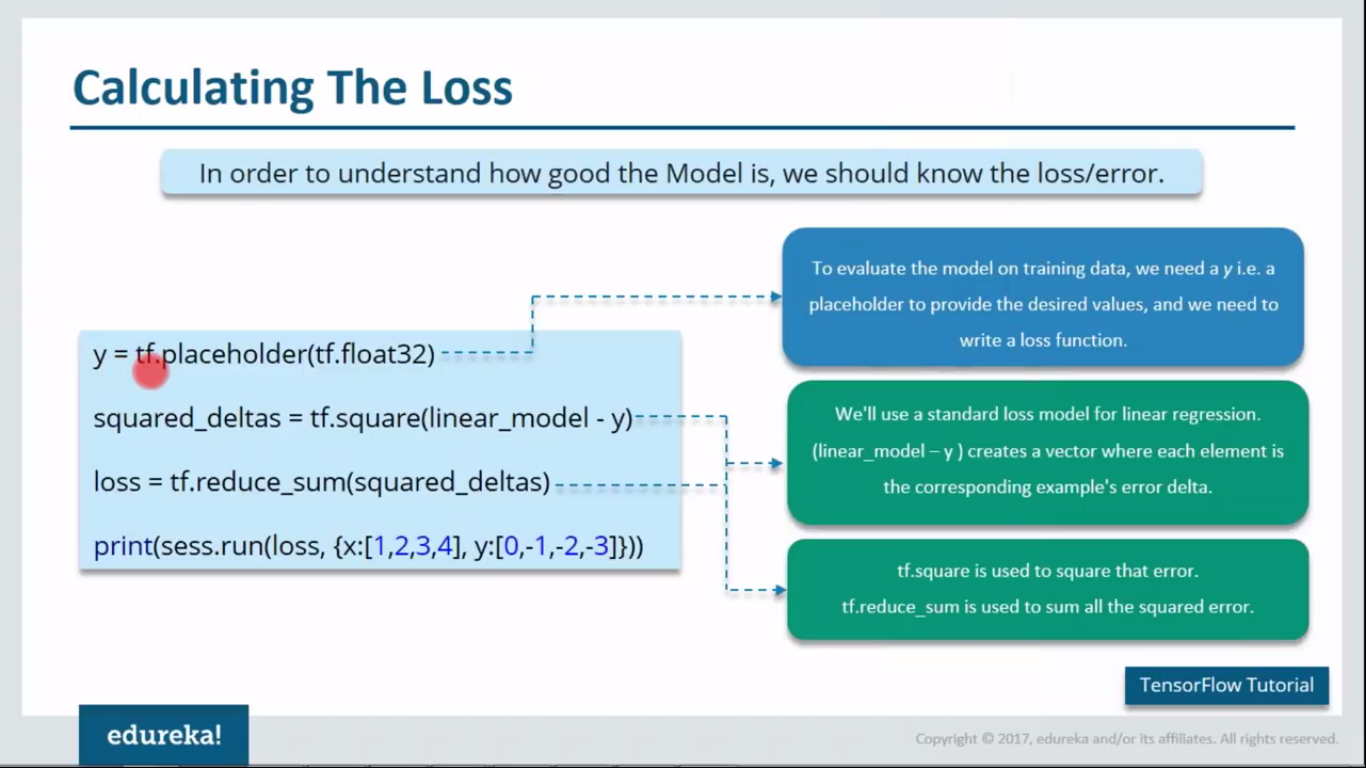 Calculating The Loss
In order to understand how good the Model is, we should know the loss/error.
y = tf.placeholder(tf.float32)
squared_deltas = tf.square(linear_model - y)
loss = tf.reduce_sum(squared_deltas)
print(sess.run(loss, {x:[1,2,3,4], y:[0,-1,-2,-3]}))
To evaluate the model on training data, we need a y i.e. a
placeholder to provide the desired values, and we need to
write a loss function.
We'll use a standard loss model for linear regression.
(linear_model – y ) creates a vector where each element is
the corresponding example's error delta.
tf.square is used to square that error.
tf.reduce_sum is used to sum all the squared error.
TensorFlow Tutorial
edureka!
Copyright © 2017, edureka and/or its affiliates. All rights reserved.